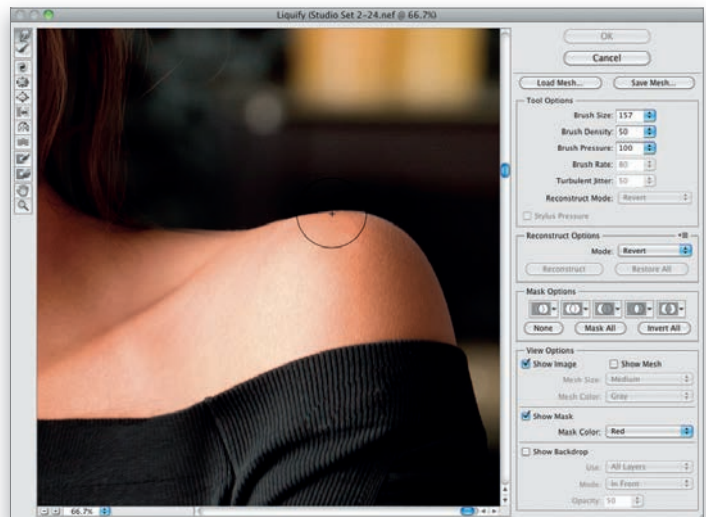 Liquify (Studio Set 2-24.nef @ 66.7%)
OK
Cancel
Load Mesh... Save Mesh...
Tool Options
Brush Size: 157
Brush Density: 50
Brush Pressure: 100
Brush Rate: 80
Turbulent Jitter: 50
Reconstruct Mode: Revert
Stylus Pressure
Reconstruct Options
Mode: Revert
Reconstruct Restore All
Mask Options
None Mask All Invert All
View Options
Show Image Show Mesh
Mesh Size: Medium
Mesh Color: Gray
Show Mask
Mask Color: Red
Show Backdrop
Use: All Layers
Mode: In Front
Opacity: 50
66.7%